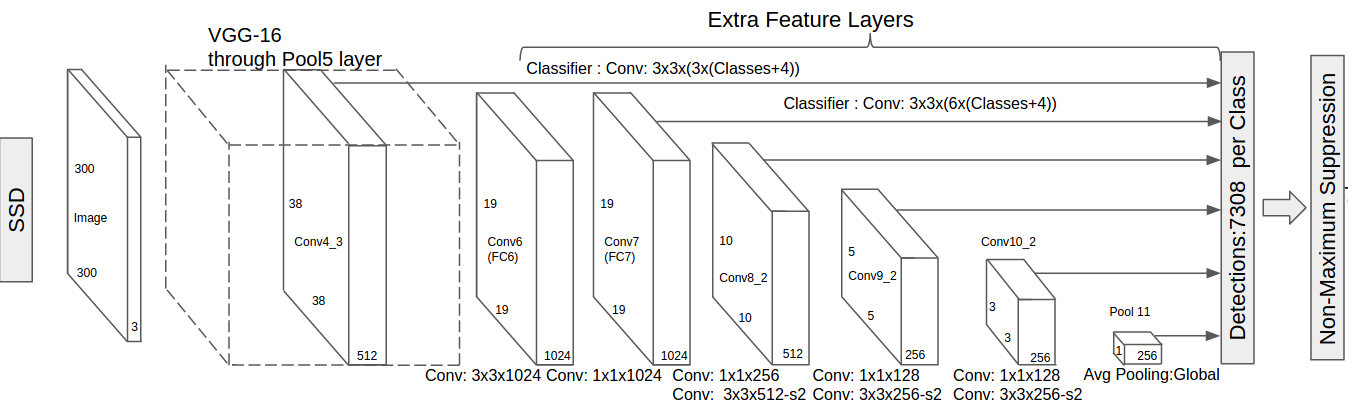 SSD
300
Image
300
3
VGG-16
through Pool5 layer
38
Conv4_3
38
512
Extra Feature Layers
Classifier : Conv: 3x3x(3x(Classes+4))
Classifier : Conv: 3x3x(6x(Classes+4))
19
Conv6
(FC6)
19
1024
19
Conv7
(FC7)
19
1024
10
Conv8_2
10
512
5
Conv9_2
5
256
Conv10_2
3
3
256
Pool 11
1
256
Conv: 3x3x1024
Conv: 1x1x1024
Conv: 1x1x256
Conv: 3x3x512-s2
Conv: 1x1x128
Conv: 3x3x256-s2
Conv: 1x1x128
Conv: 3x3x256-s2
Avg Pooling:Global
Detections:7308 per Class
Non-Maximum Suppression